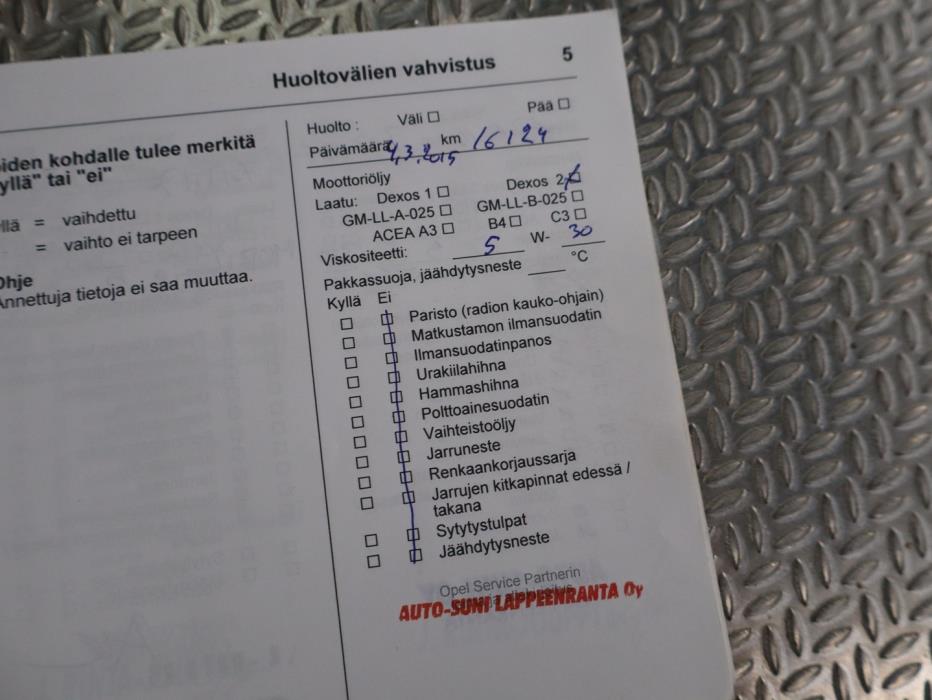 Huoltovälien vahvistus 5
iden kohdalle tulee merkitä
yllä" tai "ei"
llä = vaihdettu
= vaihto ei tarpeen
Ohje
Annettuja tietoja ei saa muuttaa.
Huolto : Väli ☐ Pää ☐
Päivämäärä 4.3.2015 km 16124
Moottoriöljy
Laatu: Dexos 1 ☐ Dexos 2 ☒
GM-LL-A-025 ☐ GM-LL-B-025 ☐
ACEA A3 ☐ B4 ☐ C3 ☐
Viskositeetti: 5 W- 30
Pakkassuoja, jäähdytysneste ___ °C
Kyllä Ei
Paristo (radion kauko-ohjain)
Matkustamon ilmansuodatin
Ilmansuodatinpanos
Urakiilahihna
Hammashihna
Polttoainesuodatin
Vaihteistoöljy
Jarruneste
Renkaankorjaussarja
Jarrujen kitkapinnat edessä /
takana
Sytytystulpat
Jäähdytysneste
Opel Service Partnerin
AUTO-SUNI LAPPEENRANTA Oy